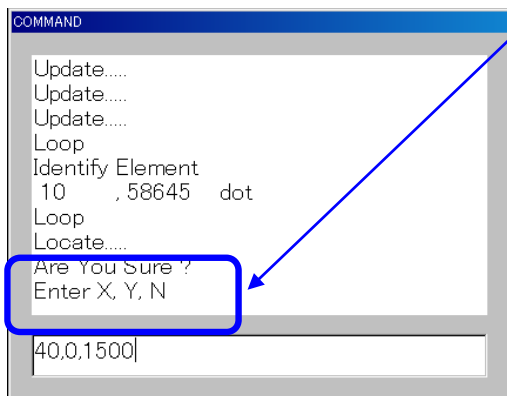 COMMAND
Update.....
Update.....
Update.....
Loop
Identify Element
10 , 58645 dot
Loop
Locate.....
Are You Sure ?
Enter X, Y, N
40,0,1500